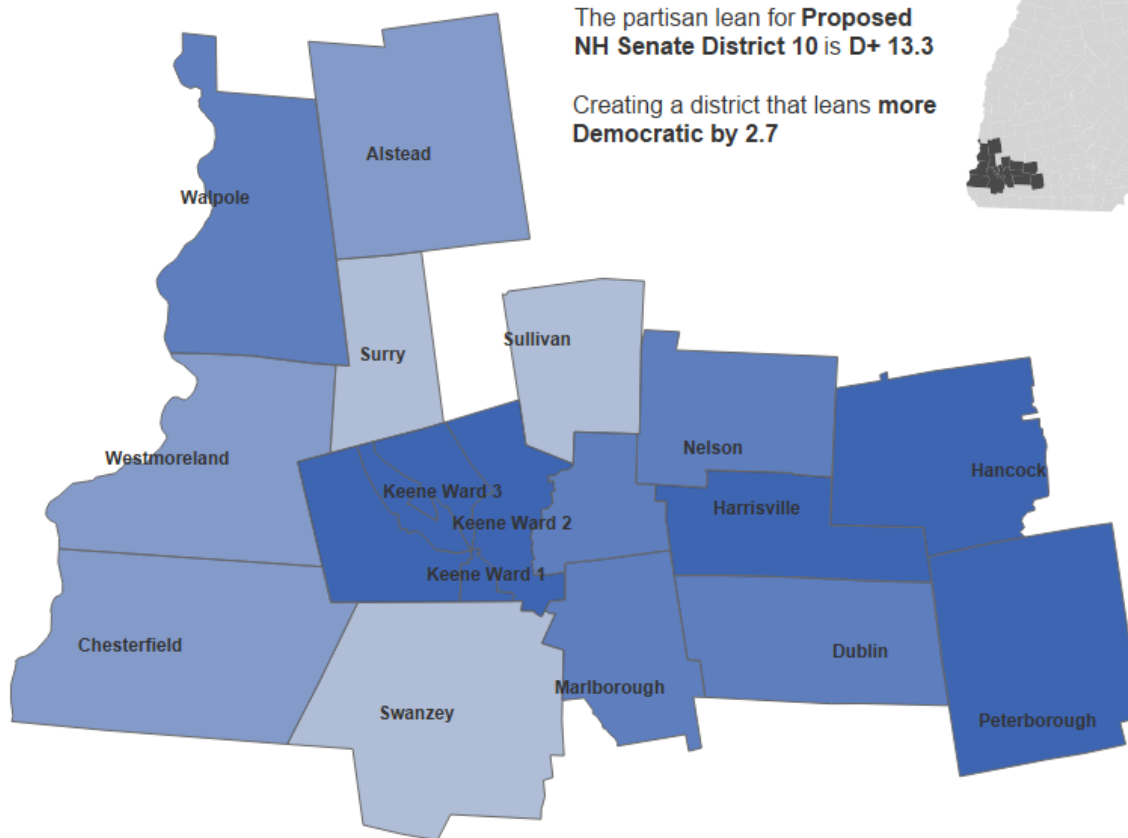 The partisan lean for Proposed
NH Senate District 10 is D+ 13.3
Creating a district that leans more
Democratic by 2.7
Alstead
Walpole
Surry
Sullivan
Westmoreland
Nelson
Hancock
Keene Ward 3
Harrisville
Keene Ward 2
Keene Ward 1
Chesterfield
Dublin
Marlborough
Swanzey
Peterborough